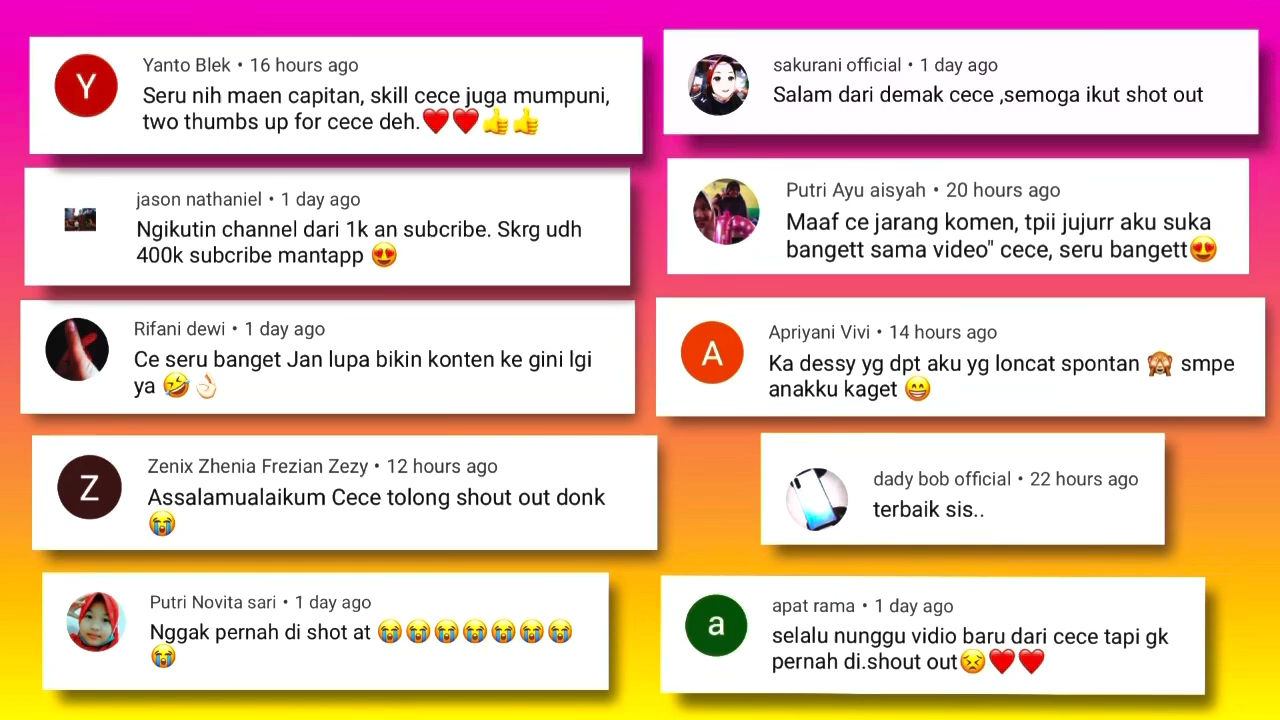 Y
Yanto Blek • 16 hours ago
Seru nih maen capitan, skill cece juga mumpuni,
two thumbs up for cece deh.❤️❤️👍👍
jason nathaniel • 1 day ago
Ngikutin channel dari 1k an subcribe. Skrg udh
400k subcribe mantapp 😍
Rifani dewi • 1 day ago
Ce seru banget Jan lupa bikin konten ke gini lgi
ya 🤣👌🏻
Z
Zenix Zhenia Frezian Zezy • 12 hours ago
Assalamualaikum Cece tolong shout out donk
😭
Putri Novita sari • 1 day ago
Nggak pernah di shot at 😭😭😭😭😭😭😭
😭
sakurani official • 1 day ago
Salam dari demak cece ,semoga ikut shot out
Putri Ayu aisyah • 20 hours ago
Maaf ce jarang komen, tpii jujurr aku suka
bangett sama video" cece, seru bangett😍
A
Apriyani Vivi • 14 hours ago
Ka dessy yg dpt aku yg loncat spontan 🙈 smpe
anakku kaget 😁
dady bob official • 22 hours ago
terbaik sis..
a
apat rama • 1 day ago
selalu nunggu vidio baru dari cece tapi gk
pernah di.shout out😣❤️❤️